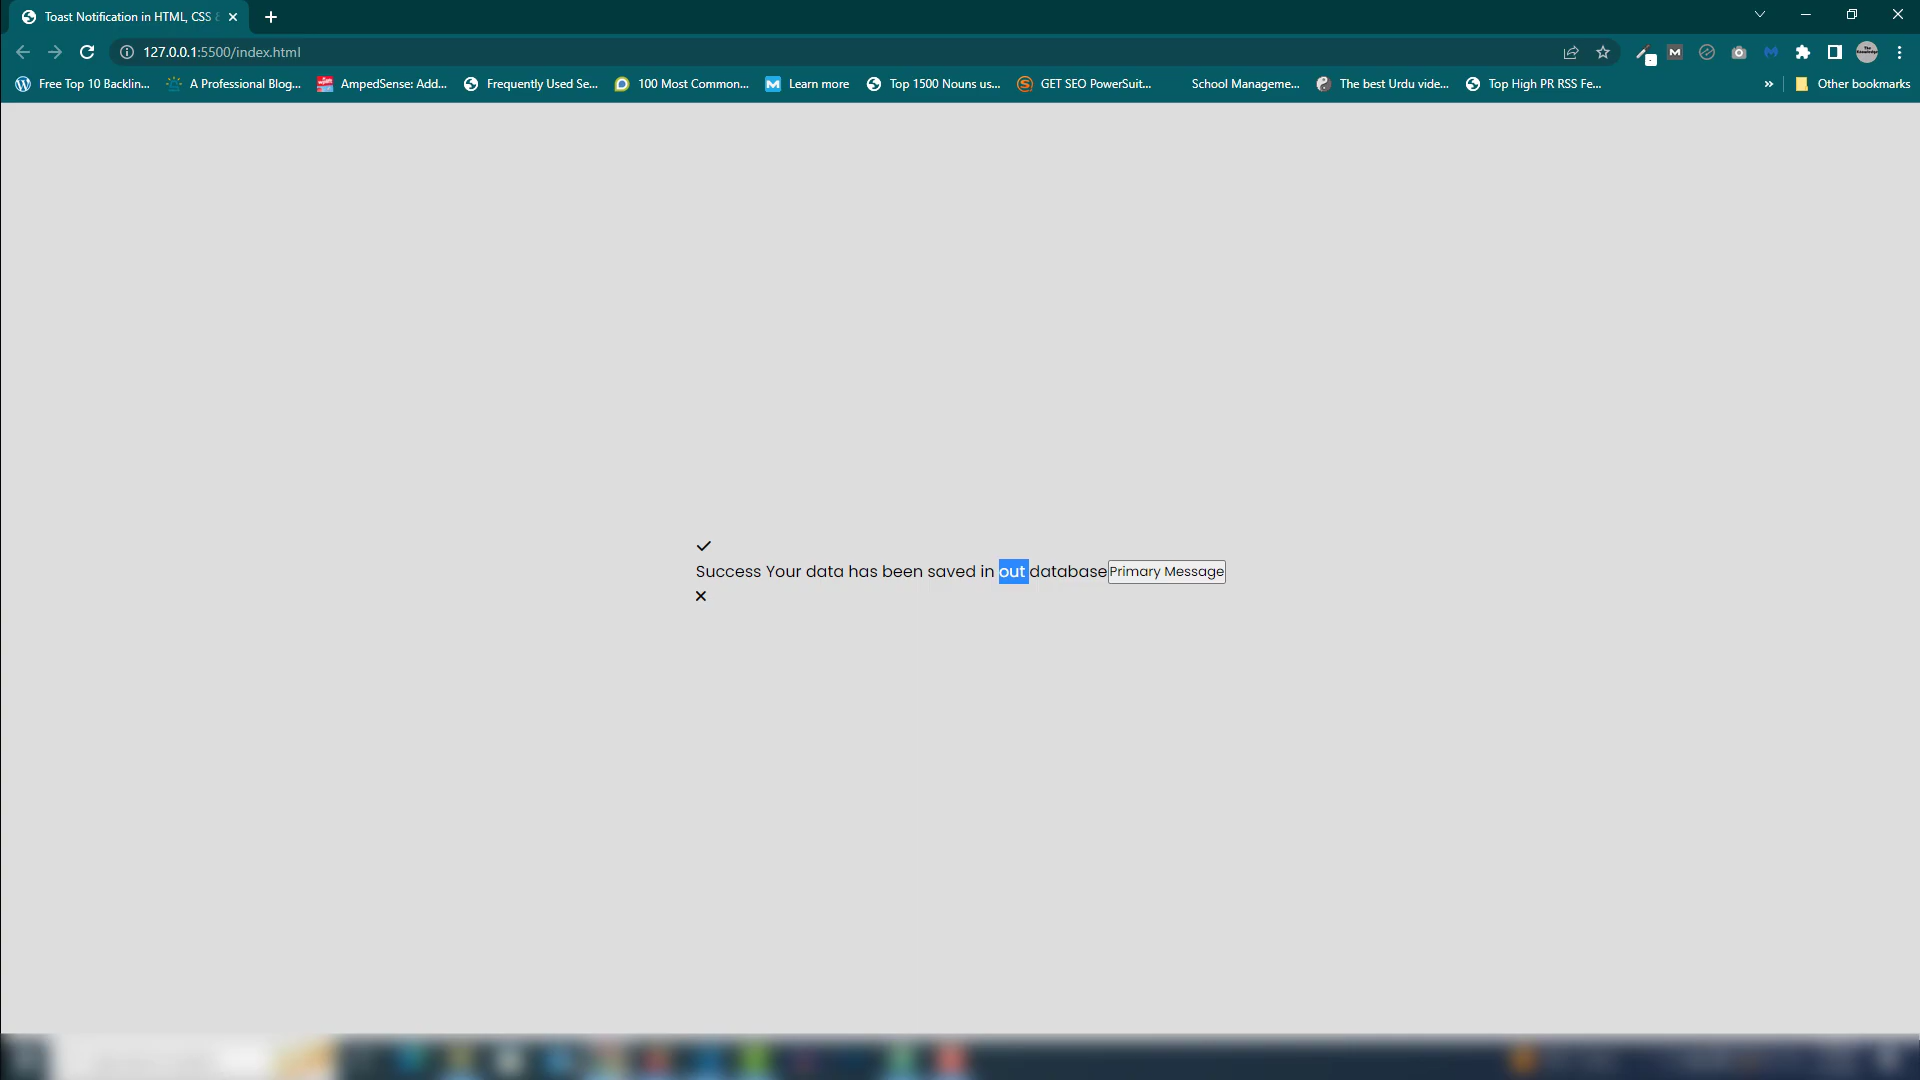 Toast Notification in HTML, CSS &
127.0.0.1:5500/index.html
Free Top 10 Backlin... A Professional Blog... AmpedSense: Add... Frequently Used Se... 100 Most Common... Learn more Top 1500 Nouns us... GET SEO PowerSuit... School Manageme... The best Urdu vide... Top High PR RSS Fe... » Other bookmarks
Success Your data has been saved in out database Primary Message